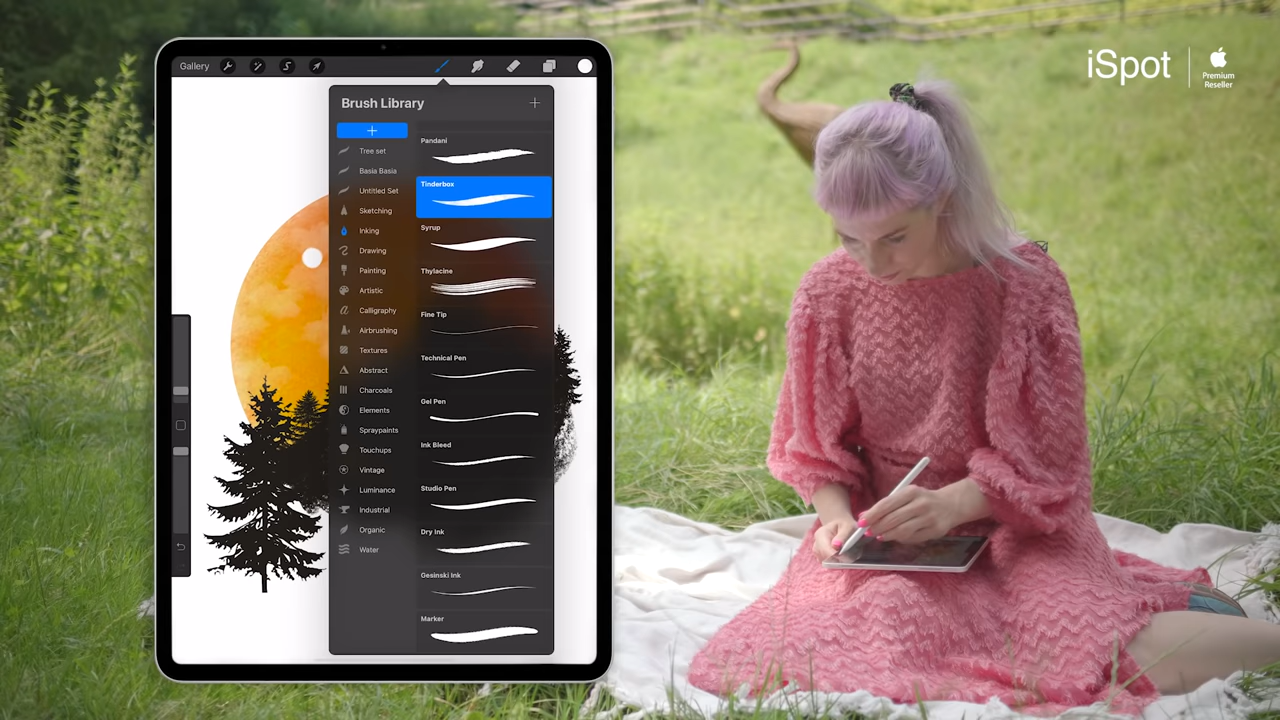 Gallery
Brush Library
Tree set
Basia Basia
Untitled Set
Sketching
Inking
Drawing
Painting
Artistic
Calligraphy
Airbrushing
Textures
Abstract
Charcoals
Elements
Spraypaints
Touchups
Vintage
Luminance
Industrial
Organic
Water
Pandani
Tinderbox
Syrup
Thylacine
Fine Tip
Technical Pen
Gel Pen
Ink Bleed
Studio Pen
Dry Ink
Gesinski Ink
Marker
iSpot
Premium
Reseller